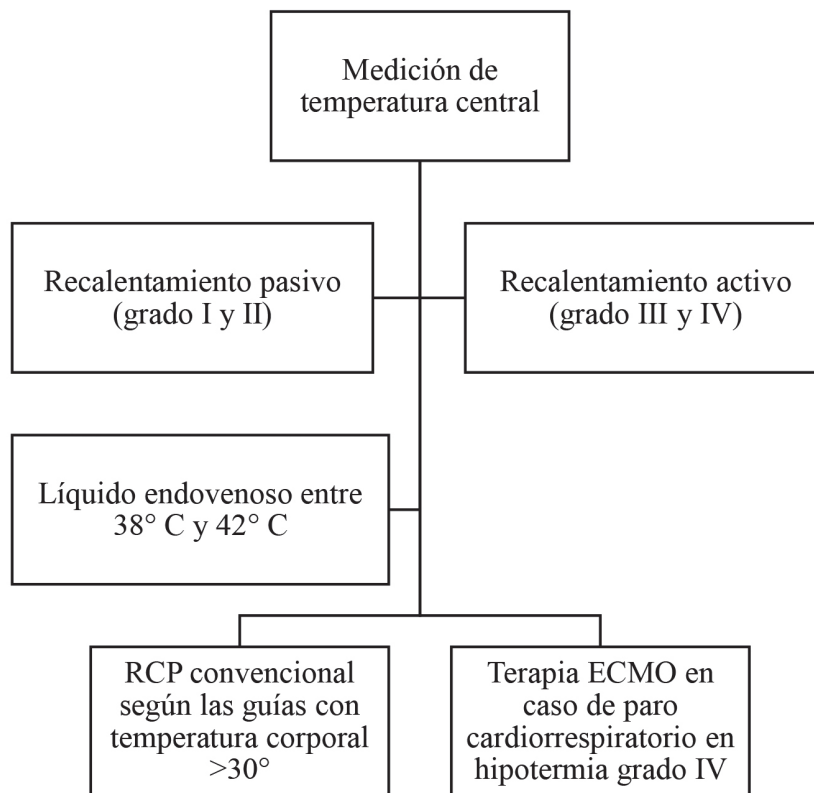 Medición de
temperatura central
Recalentamiento pasivo
(grado I y II)
Recalentamiento activo
(grado III y IV)
Líquido endovenoso entre
38° C y 42° C
RCP convencional
según las guías con
temperatura corporal
>30°
Terapia ECMO en
caso de paro
cardiorrespiratorio en
hipotermia grado IV